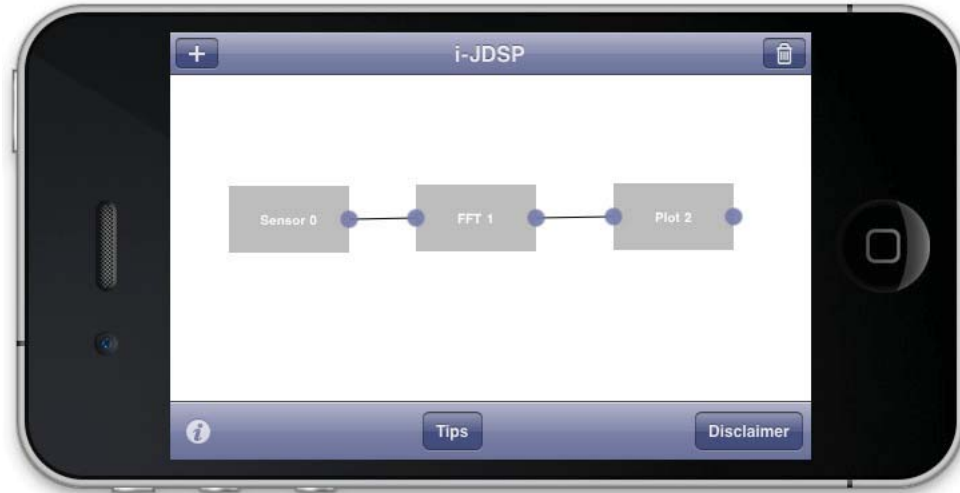 i-JDSP
Sensor 0
FFT 1
Plot 2
Tips
Disclaimer